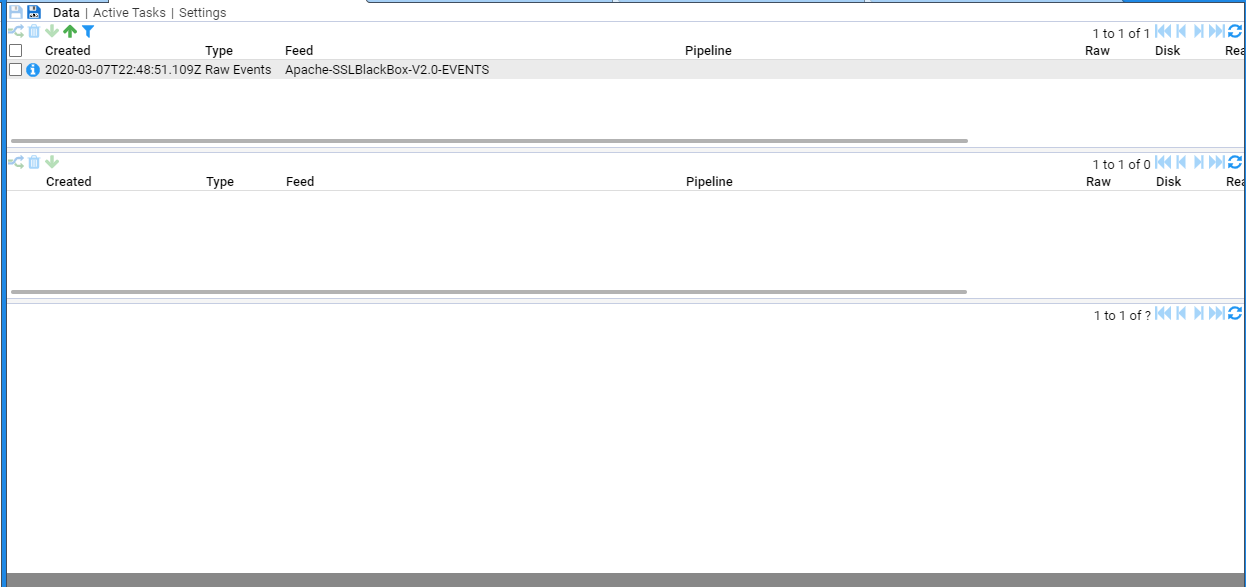 Data | Active Tasks | Settings
1 to 1 of 1
Created Type Feed Pipeline Raw Disk Rea
2020-03-07T22:48:51.109Z Raw Events Apache-SSLBlackBox-V2.0-EVENTS
1 to 1 of 0
Created Type Feed Pipeline Raw Disk Rea
1 to 1 of ?